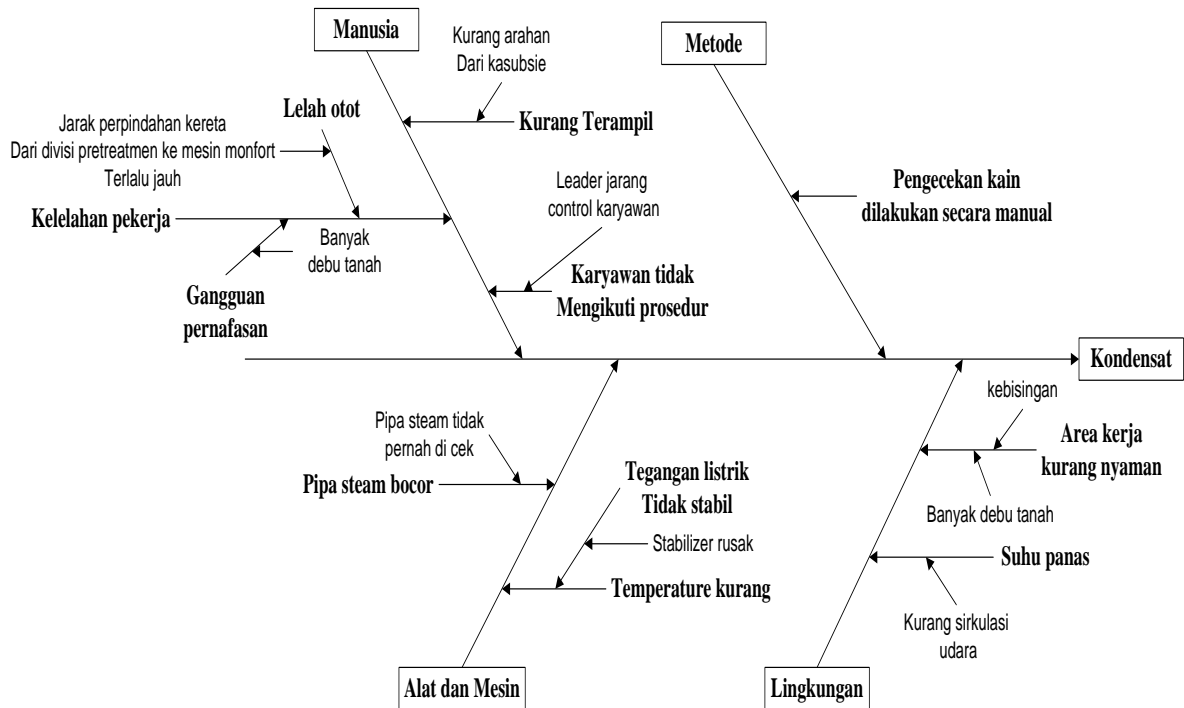 Manusia
Metode
Kurang arahan
Dari kasubsie
Lelah otot
Kurang Terampil
Jarak perpindahan kereta
Dari divisi pretreatmen ke mesin monfort
Terlalu jauh
Leader jarang
control karyawan
Pengecekan kain
dilakukan secara manual
Kelelahan pekerja
Banyak
debu tanah
Gangguan
pernafasan
Karyawan tidak
Mengikuti prosedur
Kondensat
kebisingan
Pipa steam tidak
pernah di cek
Area kerja
kurang nyaman
Pipa steam bocor
Tegangan listrik
Tidak stabil
Banyak debu tanah
Stabilizer rusak
Suhu panas
Temperature kurang
Kurang sirkulasi
udara
Alat dan Mesin
Lingkungan